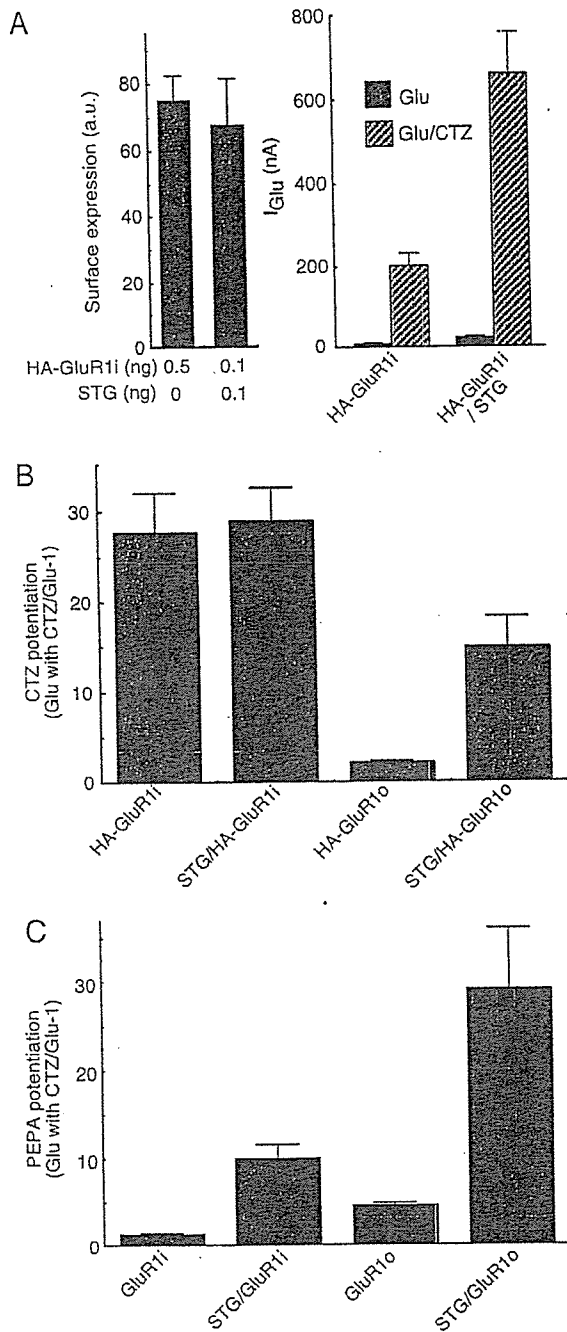 A
Surface expression (a.u.)
80
60
40
20
0
HA-GluR1i (ng) 0.5 0.1
STG (ng) 0 0.1
I Glu (nA)
800
600
400
200
0
Glu
Glu/CTZ
HA-GluR1i
HA-GluR1i
/ STG
B
CTZ potentiation
(Glu with CTZ/Glu-1)
30
20
10
0
HA-GluR1i
STG/HA-GluR1i
HA-GluR1o
STG/HA-GluR1o
C
PEPA potentiation
(Glu with CTZ/Glu-1)
30
20
10
0
GluR1i
STG/GluR1i
GluR1o
STG/GluR1o